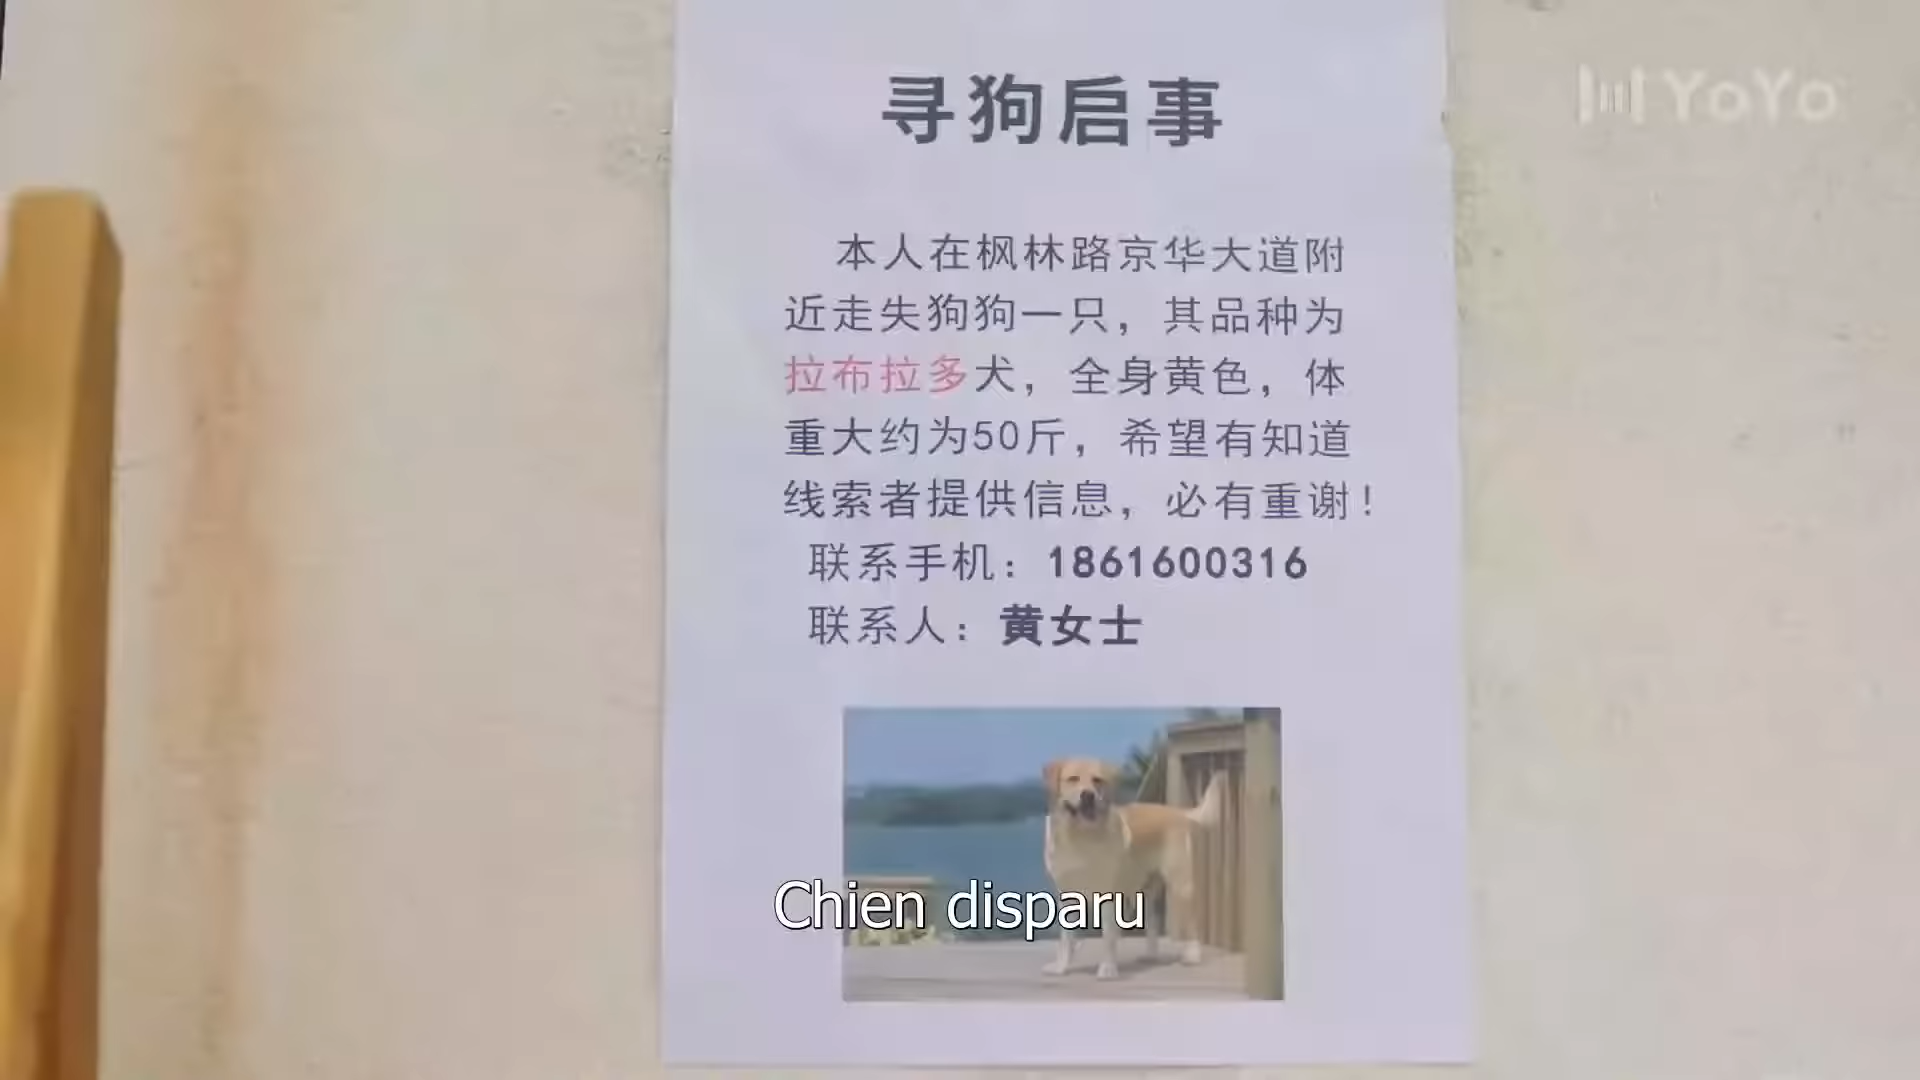 YoYo
寻狗启事
本人在枫林路京华大道附
近走失狗狗一只，其品种为
拉布拉多犬，全身黄色，体
重大约为50斤，希望有知道
线索者提供信息，必有重谢！
联系手机：1861600316
联系人：黄女士
Chien disparu